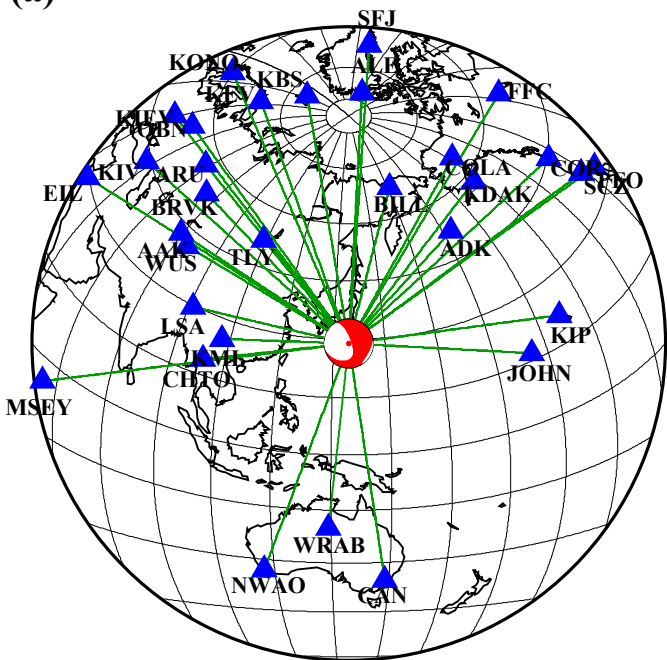 (a)
SFJ
KONO
ALE
KBS
KEV
FFC
KIEV
OBN
KIV
ARU
COLA
COR
EIL
BILL
KDAK
BRVK
ADK
AAK
TLY
WUS
LSA
KIP
KMI
JOHN
CHTO
MSEY
WRAB
NWAO
CAN